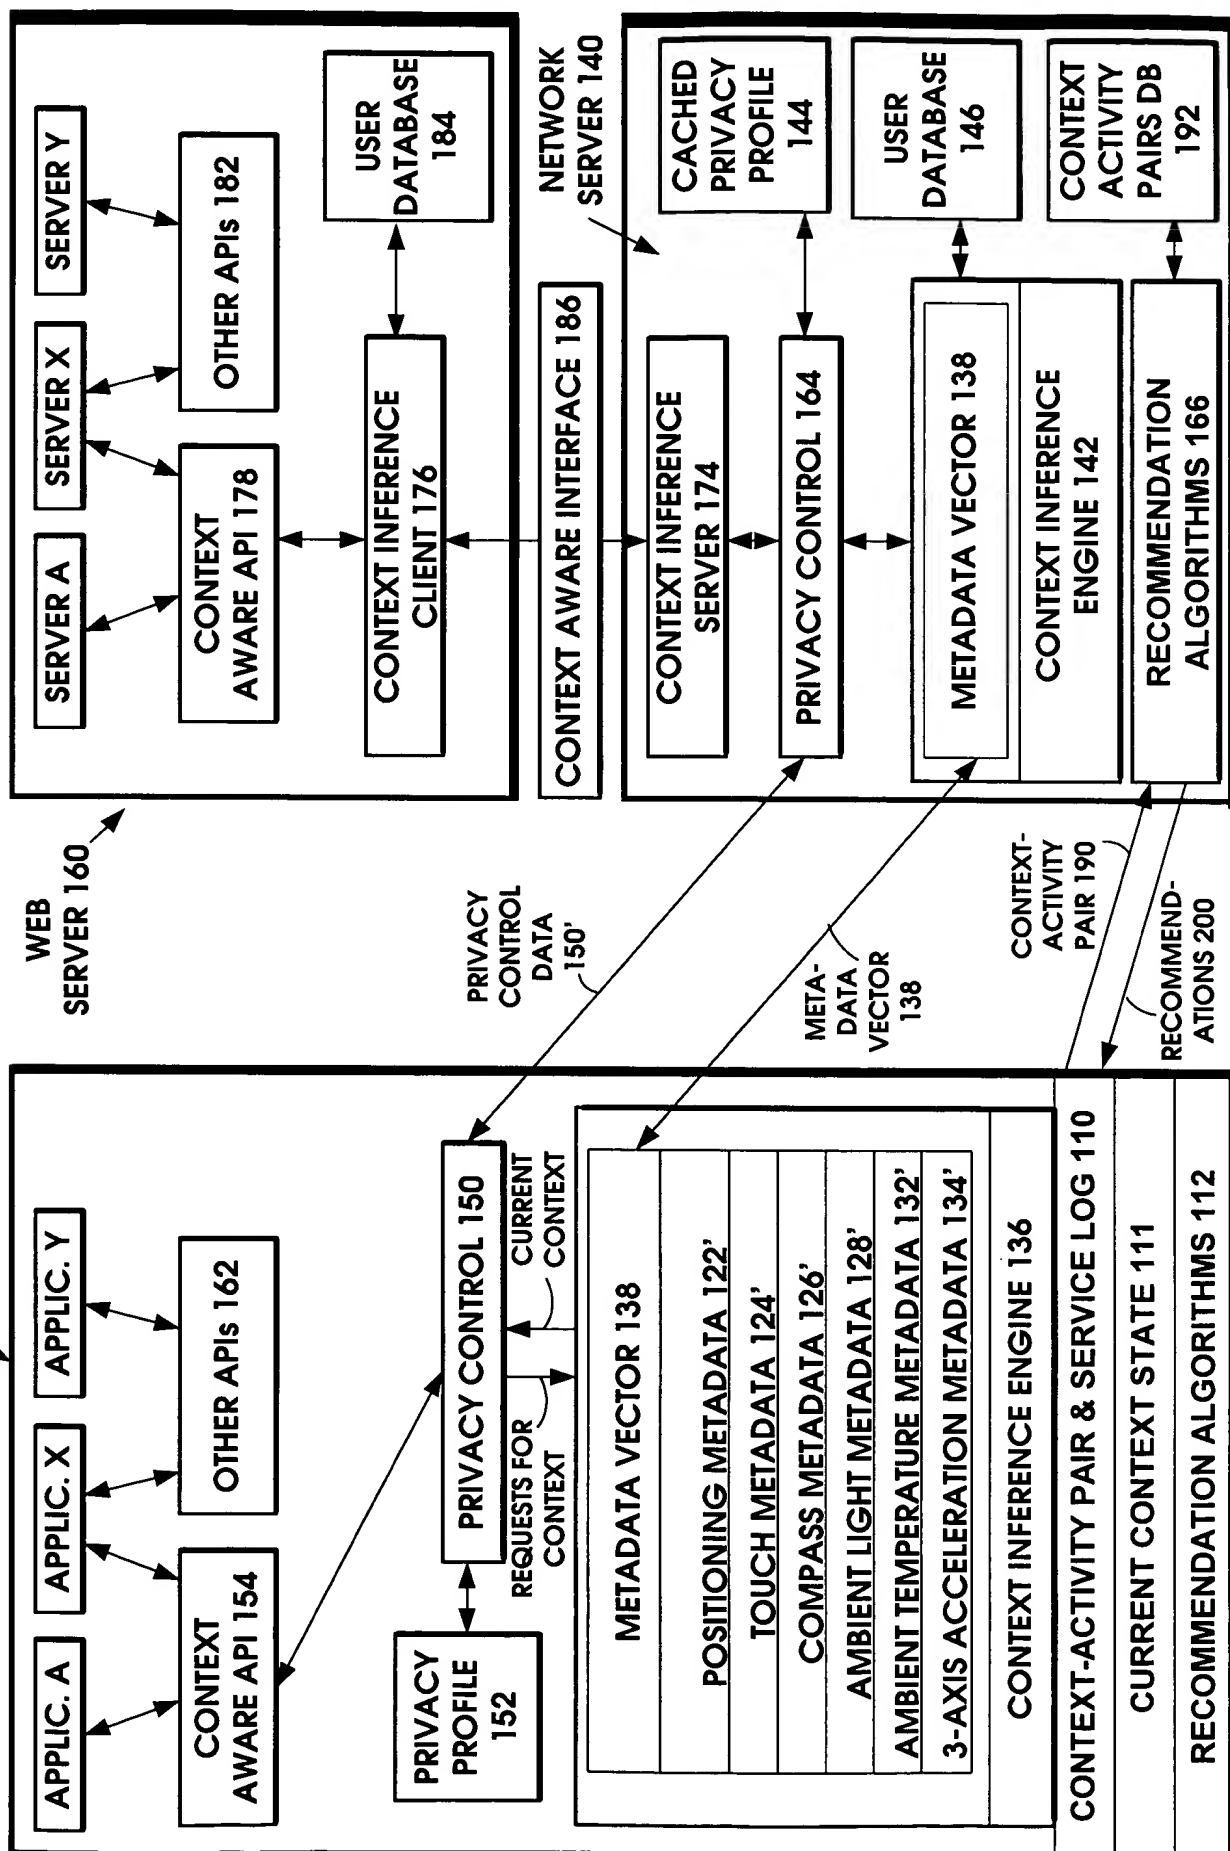 APPLIC. A
APPLIC. X
APPLIC. Y
CONTEXT
AWARE API 154
OTHER APIs 162
PRIVACY
PROFILE
152
PRIVACY CONTROL 150
REQUESTS FOR
CONTEXT
CURRENT
CONTEXT
METADATA VECTOR 138
POSITIONING METADATA 122'
TOUCH METADATA 124'
COMPASS METADATA 126'
AMBIENT LIGHT METADATA 128'
AMBIENT TEMPERATURE METADATA 132'
3-AXIS ACCELERATION METADATA 134'
CONTEXT INFERENCE ENGINE 136
CONTEXT-ACTIVITY PAIR & SERVICE LOG 110
CURRENT CONTEXT STATE 111
RECOMMENDATION ALGORITHMS 112
WEB
SERVER 160
PRIVACY
CONTROL
DATA
150'
META-
DATA
VECTOR
138
CONTEXT-
ACTIVITY
PAIR 190
RECOMMEND-
ATIONS 200
SERVER A
SERVER X
SERVER Y
CONTEXT
AWARE API 178
OTHER APIs 182
CONTEXT INFERENCE
CLIENT 176
USER
DATABASE
184
CONTEXT AWARE INTERFACE 186
NETWORK
SERVER 140
CONTEXT INFERENCE
SERVER 174
CACHED
PRIVACY
PROFILE
144
PRIVACY CONTROL 164
USER
DATABASE
146
METADATA VECTOR 138
CONTEXT INFERENCE
ENGINE 142
CONTEXT
ACTIVITY
PAIRS DB
192
RECOMMENDATION
ALGORITHMS 166